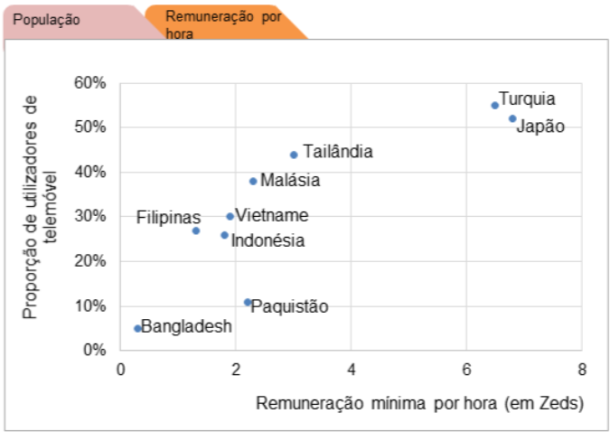 População
Remuneração por
hora
Proporção de utilizadores de
telemóvel
60%
50%
40%
30%
20%
10%
0%
Turquia
Japão
Tailândia
Malásia
Filipinas
Vietname
Indonésia
Paquistão
Bangladesh
0 2 4 6 8
Remuneração mínima por hora (em Zeds)